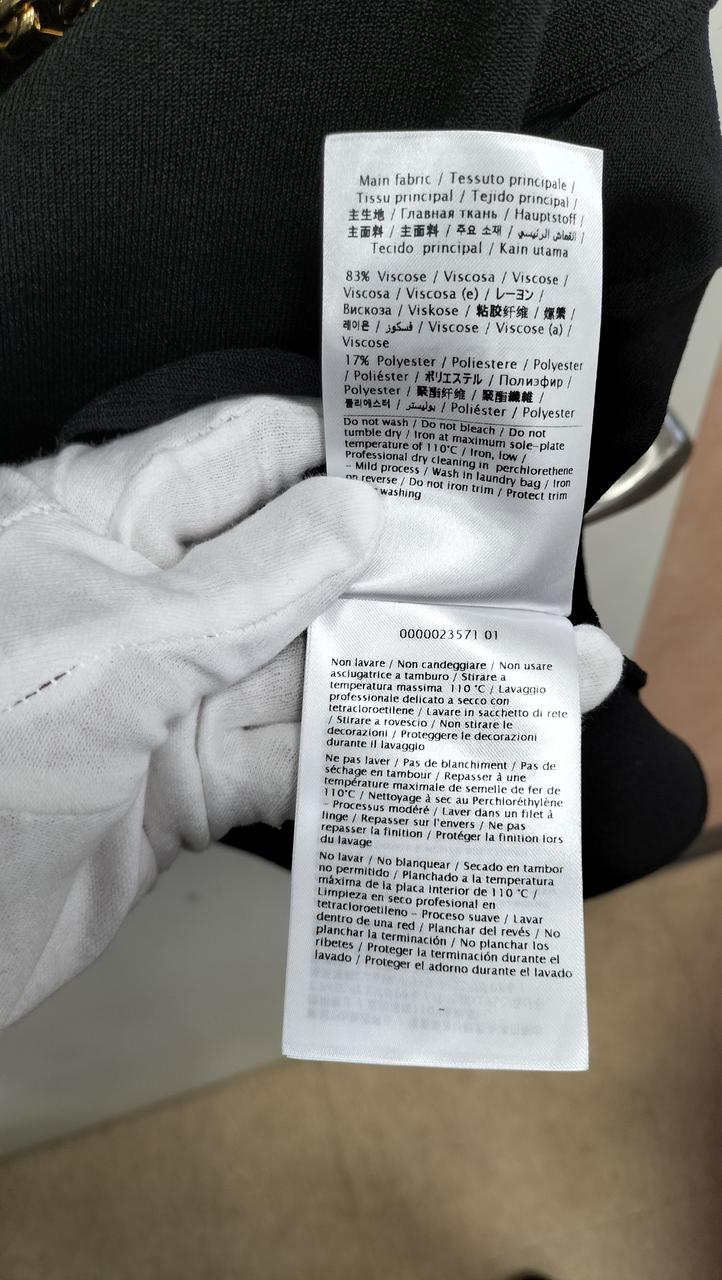 Main fabric / Tessuto principale /
Tissu principal / Tejido principal /
主生地 / Главная ткань / Hauptstoff /
主面料 / 主面料 / 주요 소재 / القماش الرئيسي /
Tecido principal / Kain utama
83% Viscose / Viscosa / Viscose /
Viscosa / Viscosa (e) / レーヨン /
Вискоза / Viskose / 粘胶纤维 / 嫘縈 /
레이온 / فسكوز / Viscose / Viscose (a) /
Viscose
17% Polyester / Poliestere / Polyester
/ Poliéster / ポリエステル / Полиэфир /
Polyester / 聚酯纤维 / 聚酯纖維 /
폴리에스터 / بوليستر / Poliéster / Polyester
Do not wash / Do not bleach / Do not
tumble dry / Iron at maximum sole-plate
temperature of 110°C / Iron, low /
Professional dry cleaning in perchlorethene
- Mild process / Wash in laundry bag / Iron
on reverse / Do not iron trim / Protect trim
washing
0000023571 01
Non lavare / Non candeggiare / Non usare
asciugatrice a tamburo / Stirare a
temperatura massima 110 °C / Lavaggio
professionale delicato a secco con
tetracloroetilene / Lavare in sacchetto di rete
/ Stirare a rovescio / Non stirare le
decorazioni / Proteggere le decorazioni
durante il lavaggio
Ne pas laver / Pas de blanchiment / Pas de
séchage en tambour / Repasser à une
température maximale de semelle de fer de
110°C / Nettoyage à sec au Perchloréthylène
- Processus modéré / Laver dans un filet à
linge / Repasser sur l'envers / Ne pas
repasser la finition / Protéger la finition lors
du lavage
No lavar / No blanquear / Secado en tambor
no permitido / Planchado a la temperatura
máxima de la placa interior de 110 °C /
Limpieza en seco profesional en
tetracloroetileno - Proceso suave / Lavar
dentro de una red / Planchar del revés / No
planchar la terminación / No planchar los
ribetes / Proteger la terminación durante el
lavado / Proteger el adorno durante el lavado